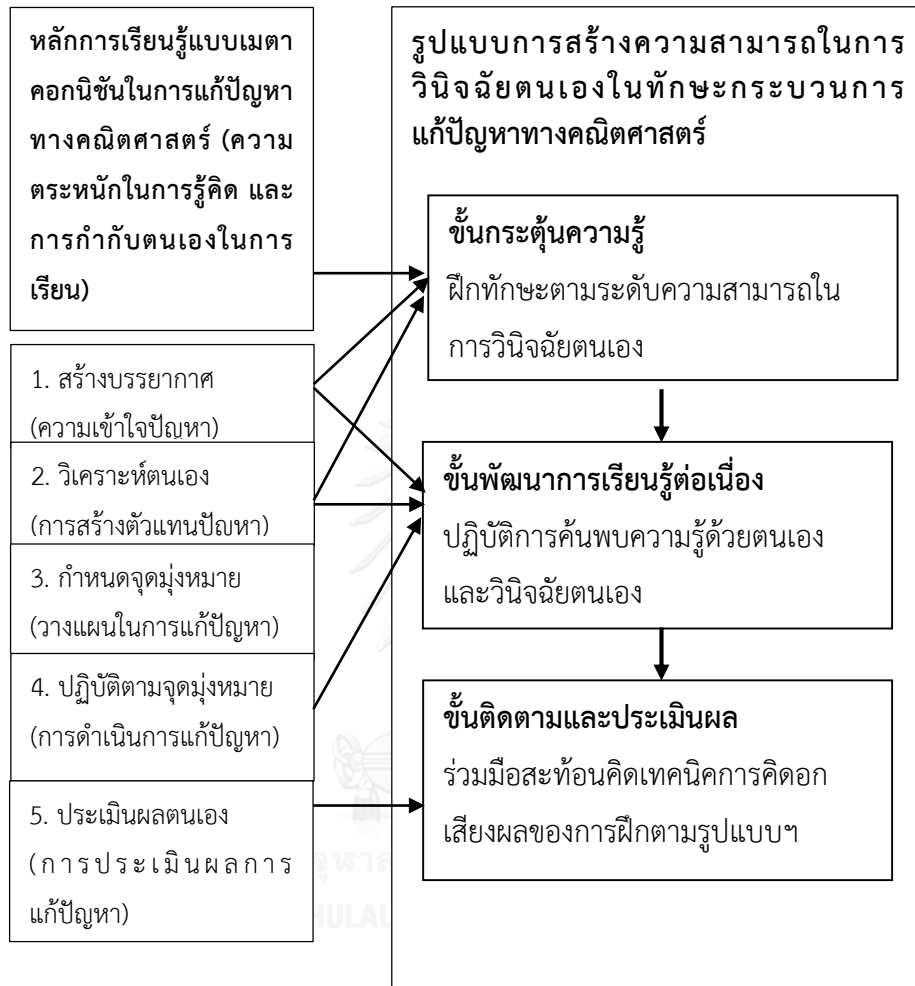 หลักการเรียนรู้แบบเมตา
คอกนิชันในการแก้ปัญหา
ทางคณิตศาสตร์ (ความ
ตระหนักในการรู้คิด และ
การกำกับตนเองในการ
เรียน)
1. สร้างบรรยากาศ
(ความเข้าใจปัญหา)
2. วิเคราะห์ตนเอง
(การสร้างตัวแทนปัญหา)
3. กำหนดจุดมุ่งหมาย
(วางแผนในการแก้ปัญหา)
4. ปฏิบัติตามจุดมุ่งหมาย
(การดำเนินการแก้ปัญหา)
5. ประเมินผลตนเอง
(การประเมินผลการ
แก้ปัญหา)
รูปแบบการสร้างความสามารถในการ
วินิจฉัยตนเองในทักษะกระบวนการ
แก้ปัญหาทางคณิตศาสตร์
ขั้นกระตุ้นความรู้
ฝึกทักษะตามระดับความสามารถใน
การวินิจฉัยตนเอง
ขั้นพัฒนาการเรียนรู้ต่อเนื่อง
ปฏิบัติการค้นพบความรู้ด้วยตนเอง
และวินิจฉัยตนเอง
ขั้นติดตามและประเมินผล
ร่วมมือสะท้อนคิดเทคนิคการคิดออก
เสียงผลของการฝึกตามรูปแบบฯ
จุฬาล
HULAL